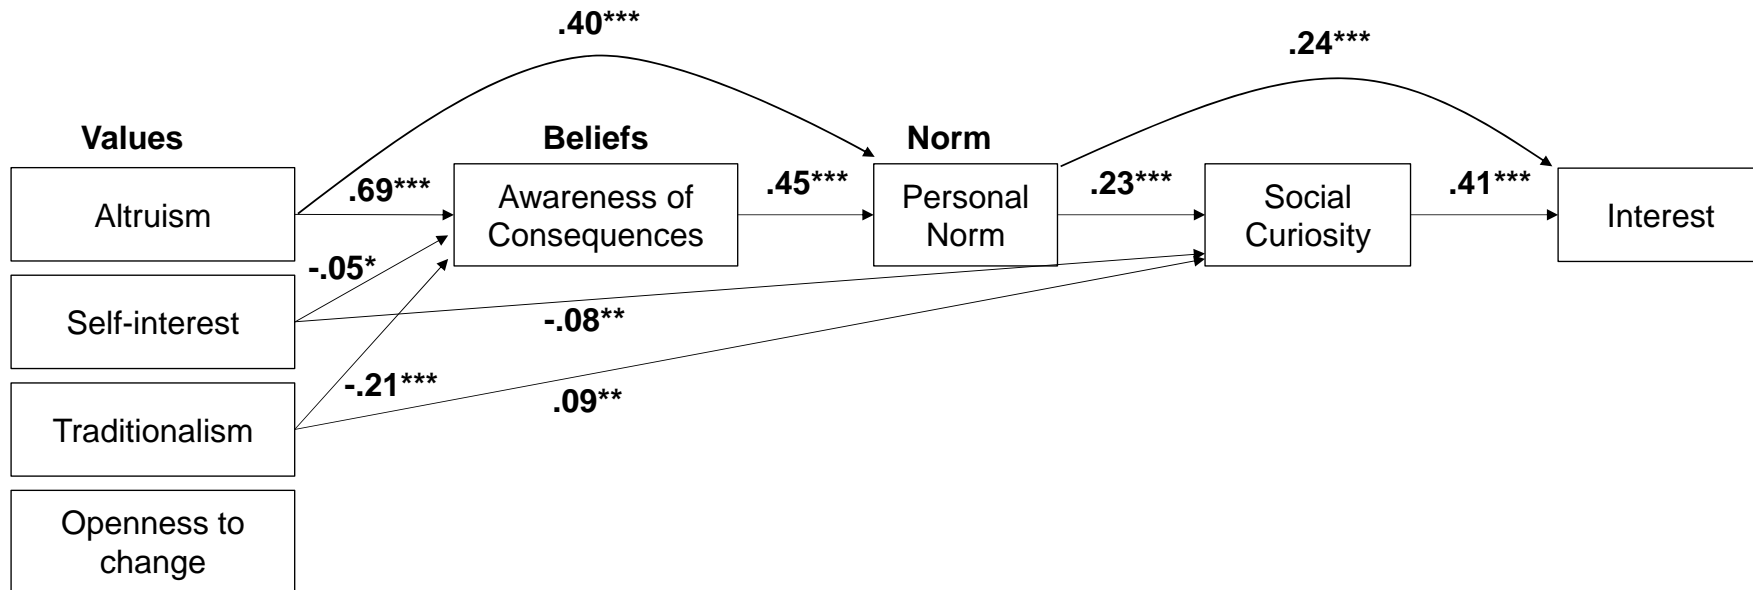 .40***
.24***
Values
Beliefs
Norm
.69***
.45***
.23***
.41***
Altruism
Awareness of
Consequences
Personal
Norm
Social
Curiosity
Interest
-.05*
Self-interest
-.08**
-.21***
.09**
Traditionalism
Openness to
change